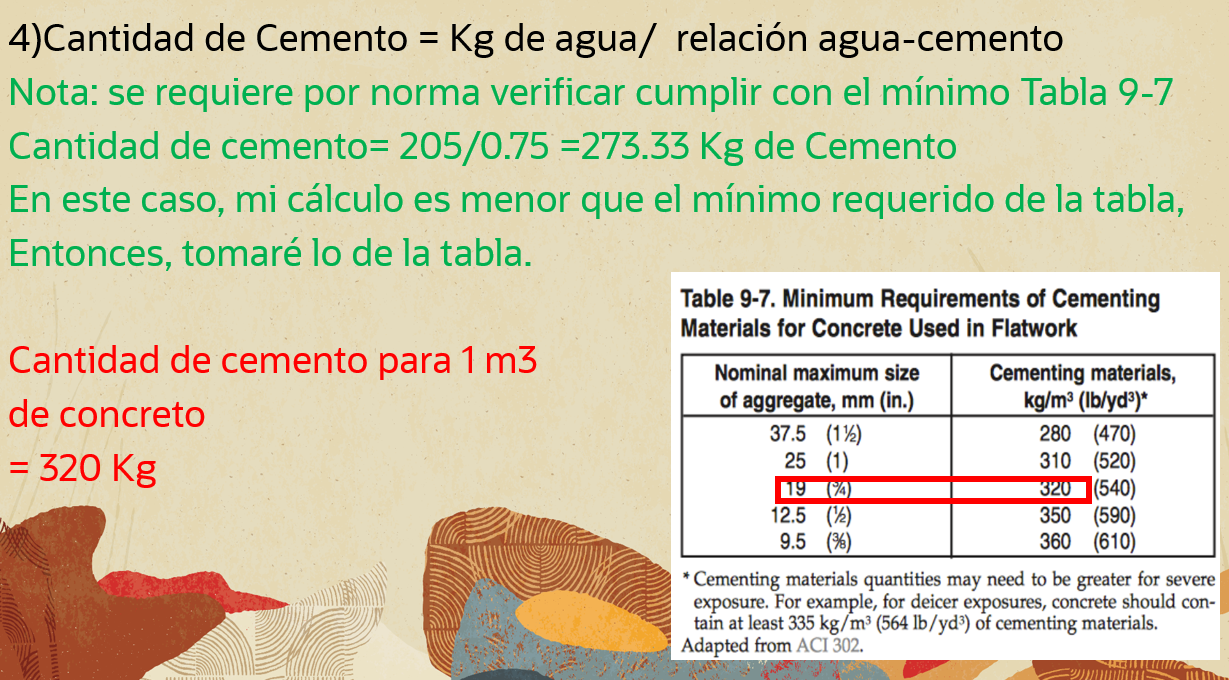 4)Cantidad de Cemento = Kg de agua/ relación agua-cemento
Nota: se requiere por norma verificar cumplir con el mínimo Tabla 9-7
Cantidad de cemento= 205/0.75 =273.33 Kg de Cemento
En este caso, mi cálculo es menor que el mínimo requerido de la tabla,
Entonces, tomaré lo de la tabla.
Cantidad de cemento para 1 m3
de concreto
= 320 Kg
Table 9-7. Minimum Requirements of Cementing
Materials for Concrete Used in Flatwork
Nominal maximum size
of aggregate, mm (in.)
Cementing materials,
kg/m³ (lb/yd³)*
37.5 (1½) 280 (470)
25 (1) 310 (520)
19 (¾) 320 (540)
12.5 (½) 350 (590)
9.5 (⅜) 360 (610)
* Cementing materials quantities may need to be greater for severe
exposure. For example, for deicer exposures, concrete should con-
tain at least 335 kg/m³ (564 lb/yd³) of cementing materials.
Adapted from ACI 302.